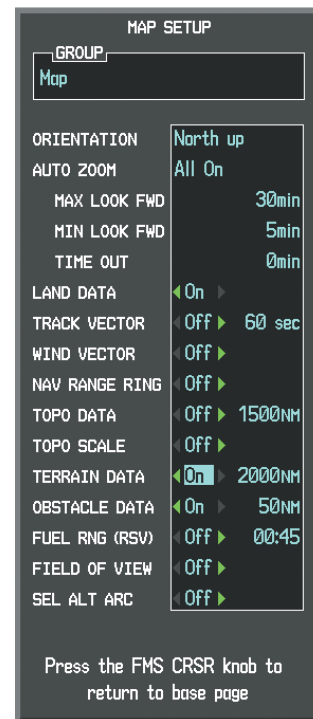 MAP SETUP
GROUP
Map
ORIENTATION North up
AUTO ZOOM All On
MAX LOOK FWD 30min
MIN LOOK FWD 5min
TIME OUT 0min
LAND DATA On
TRACK VECTOR Off 60 sec
WIND VECTOR Off
NAV RANGE RING Off
TOPO DATA Off 1500NM
TOPO SCALE Off
TERRAIN DATA On 2000NM
OBSTACLE DATA On 50NM
FUEL RNG (RSV) Off 00:45
FIELD OF VIEW Off
SEL ALT ARC Off
Press the FMS CRSR knob to
return to base page